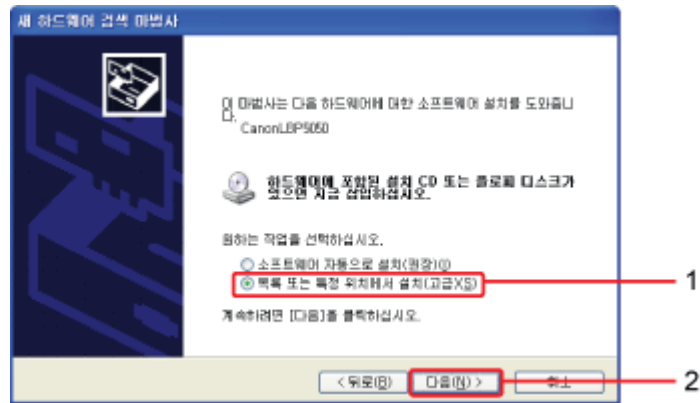 새 하드웨어 검색 마법사
이 마법사는 다음 하드웨어에 대한 소프트웨어 설치를 도와줍니
다.
CanonLBP5050
하드웨어에 포함된 설치 CD 또는 플로피 디스크가
있으면 지금 삽입하십시오.
원하는 작업을 선택하십시오.
소프트웨어 자동으로 설치(권장)(I)
목록 또는 특정 위치에서 설치(고급)(S)
1
계속하려면 [다음]을 클릭하십시오.
< 뒤로(B)
다음(N) >
취소
2